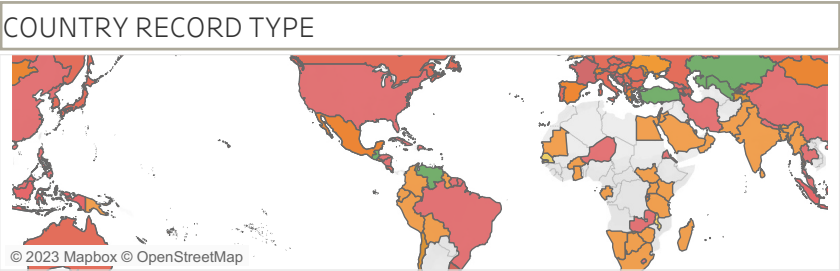 COUNTRY RECORD TYPE
© 2023 Mapbox © OpenStreetMap